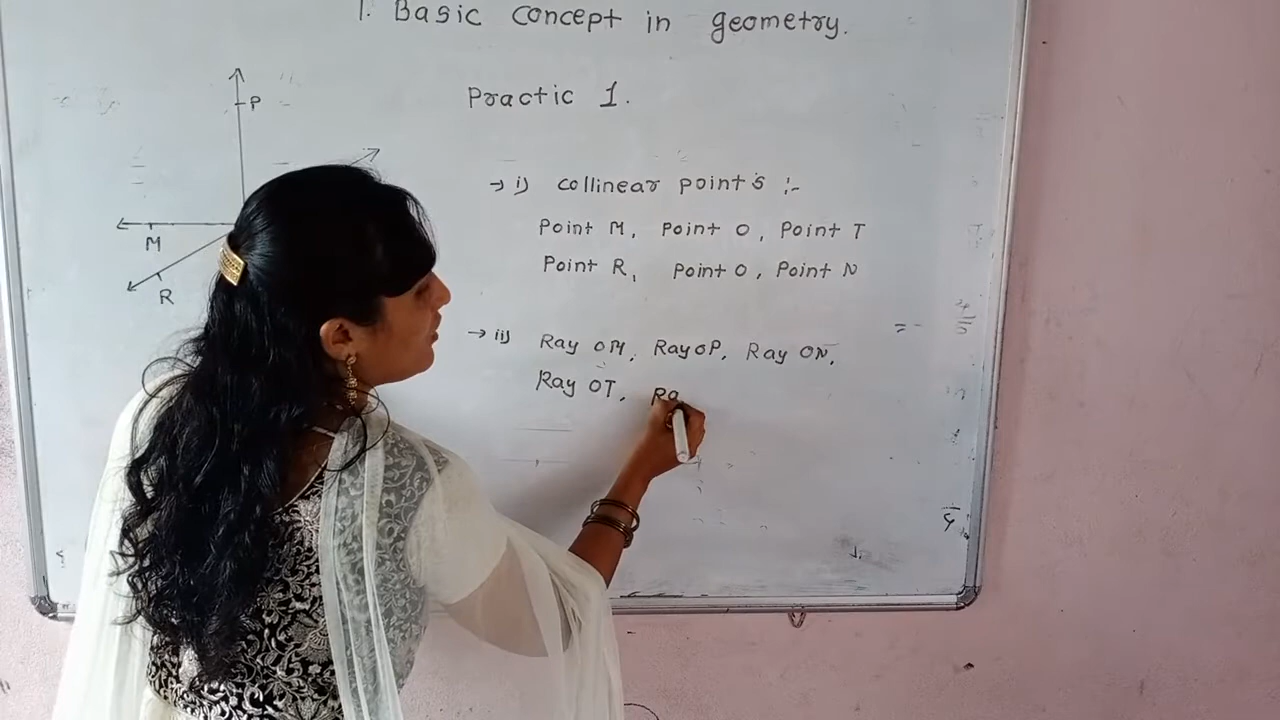 1. Basic concept in geometry.
Practic 1.
P
M
R
→ i) collinear point's :-
Point M, Point O, Point T
Point R, Point O, Point N
→ ii) Ray OM, Ray OP, Ray ON,
Ray OT, Ra